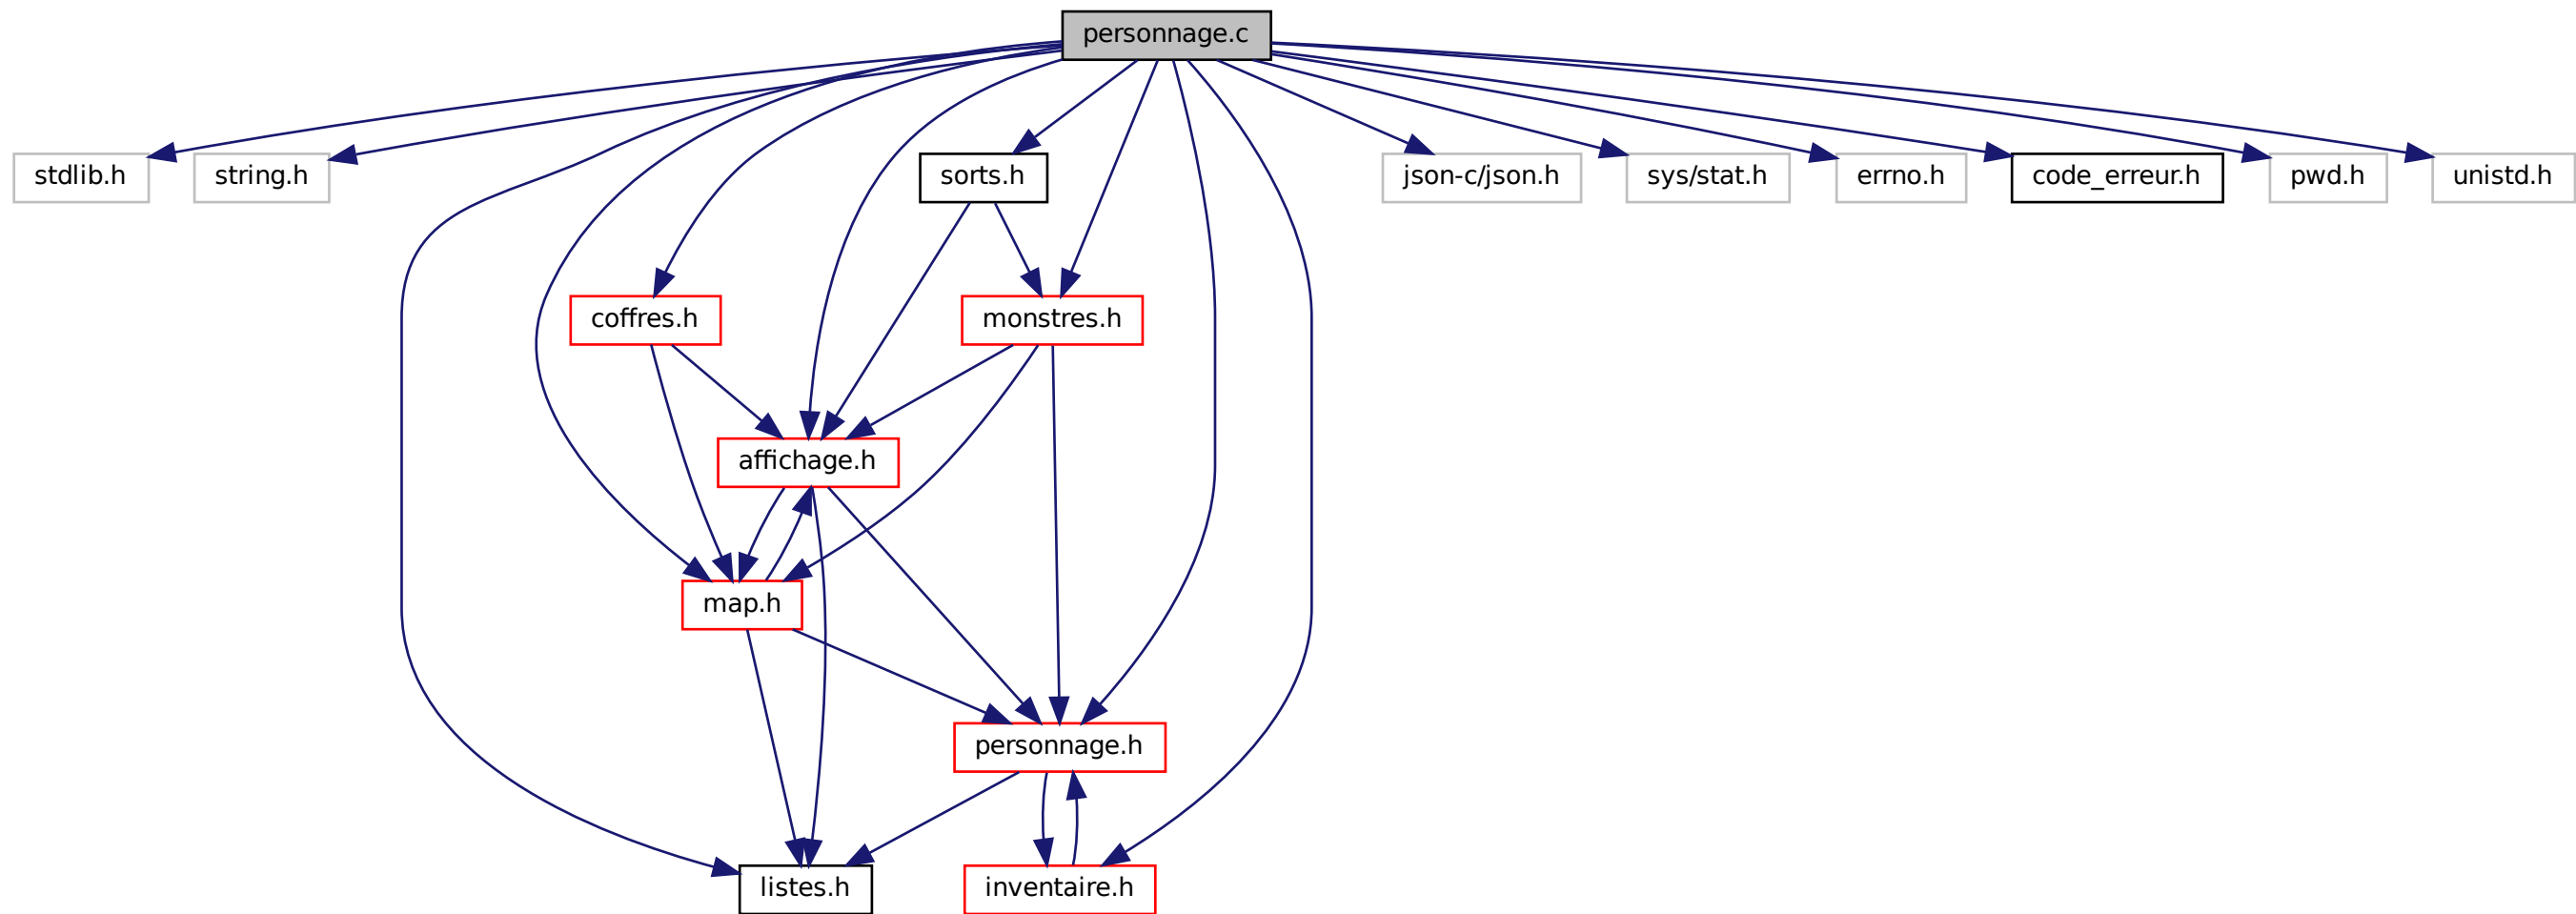 personnage.c
stdlib.h
string.h
sorts.h
json-c/json.h
sys/stat.h
errno.h
code_erreur.h
pwd.h
unistd.h
coffres.h
monstres.h
affichage.h
map.h
personnage.h
listes.h
inventaire.h